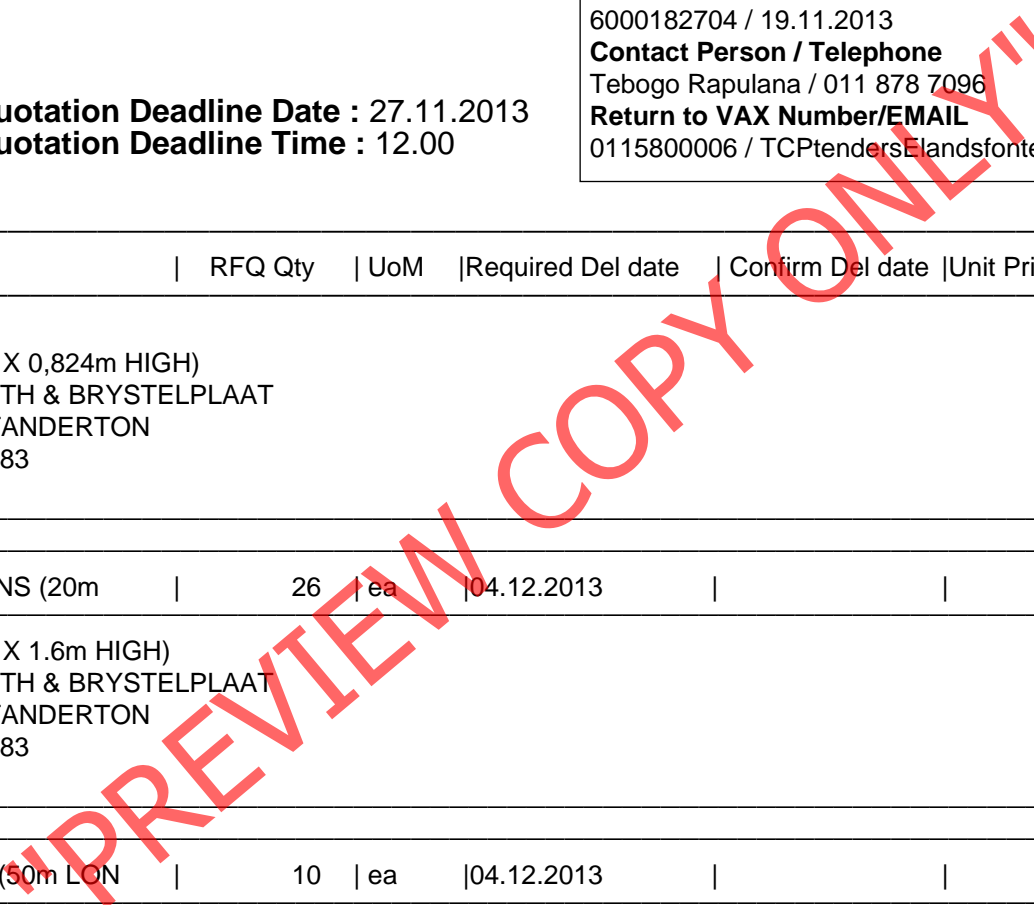 6000182704 / 19.11.2013
Contact Person / Telephone
Tebogo Rapulana / 011 878 7096
uotation Deadline Date : 27.11.2013
Return to VAX Number/EMAIL
uotation Deadline Time : 12.00
0115800006 / TCPtendersElandsfonte
| RFQ Qty | UoM |Required Del date | Confirm Del date |Unit Pri
X 0,824m HIGH)
TH & BRYSTELPLAAT
TANDERTON
83
NS (20m | 26 | ea |04.12.2013 | |
X 1.6m HIGH)
TH & BRYSTELPLAAT
TANDERTON
83
(50m LON | 10 | ea |04.12.2013 | |
"PREVIEW COPY ONLY"